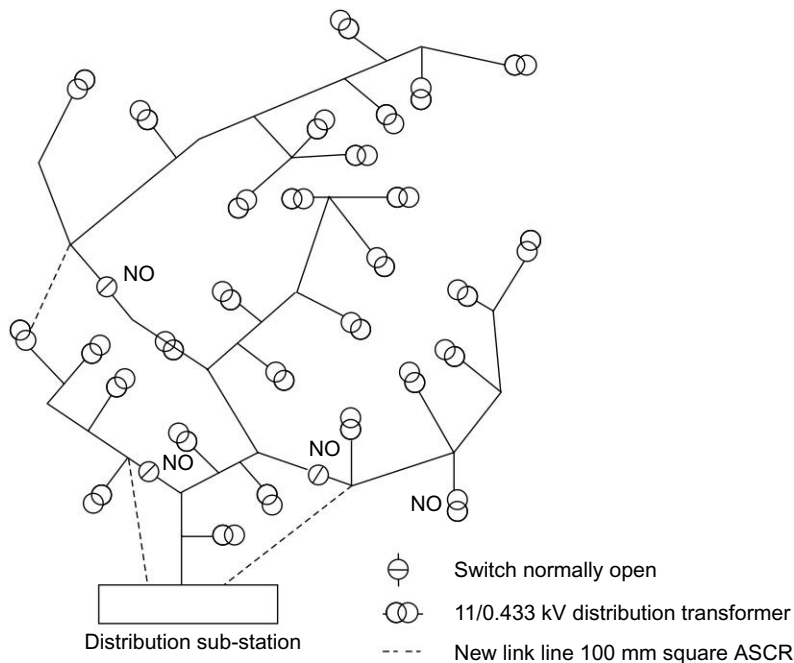 NO
NO
NO
NO
Distribution sub-station
Switch normally open
11/0.433 kV distribution transformer
New link line 100 mm square ASCR